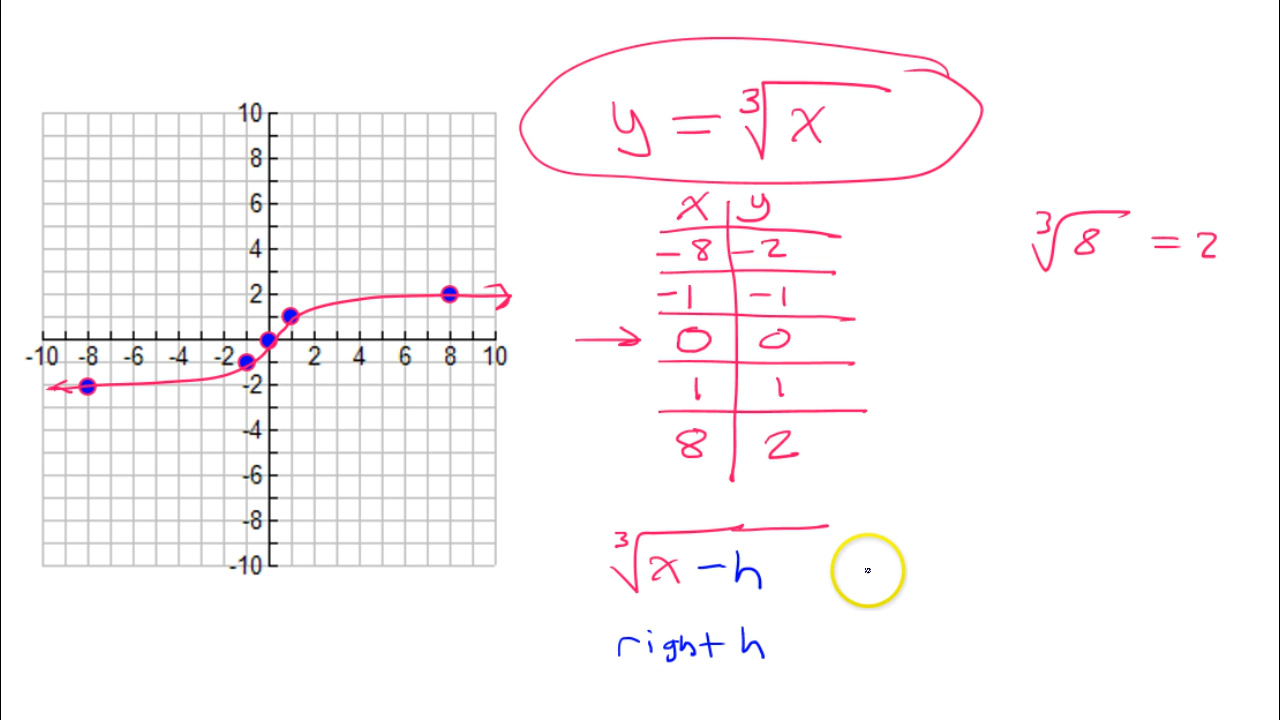 y = ∛x
x y
-8 -2
-1 -1
0 0
1 1
8 2
∛8 = 2
∛(x - h
right h
10
8
6
4
2
-10 -8 -6 -4 -2 2 4 6 8 10
-2
-4
-6
-8
-10